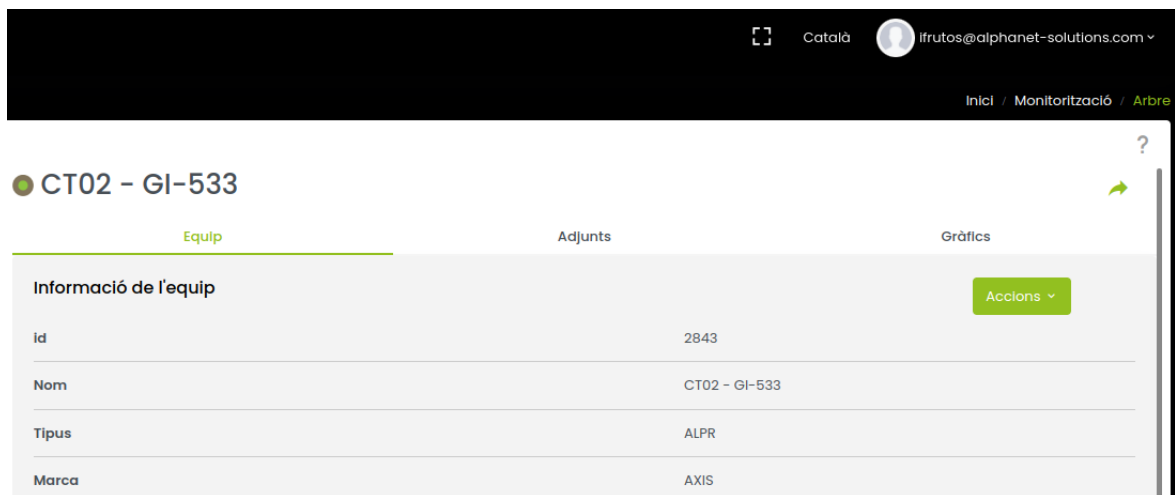 Català ifrutos@alphanet-solutions.com
Inici / Monitorització / Arbre
?
CT02 - GI-533
Equip Adjunts Gràfics
Informació de l'equip Accions
id 2843
Nom CT02 - GI-533
Tipus ALPR
Marca AXIS